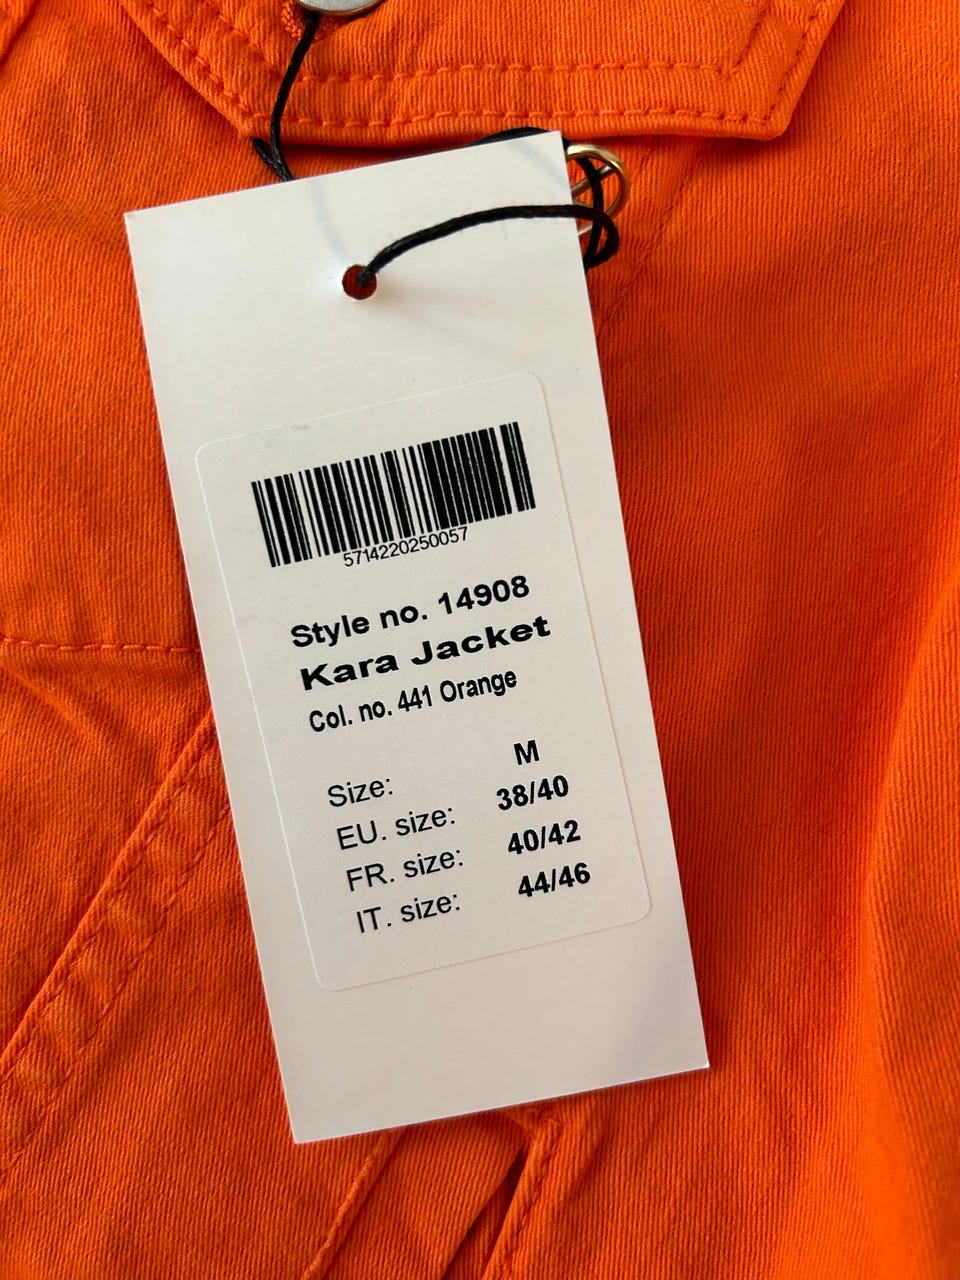 5714220250057
Style no. 14908
Kara Jacket
Col. no. 441 Orange
Size: M
EU. size: 38/40
FR. size: 40/42
IT. size: 44/46